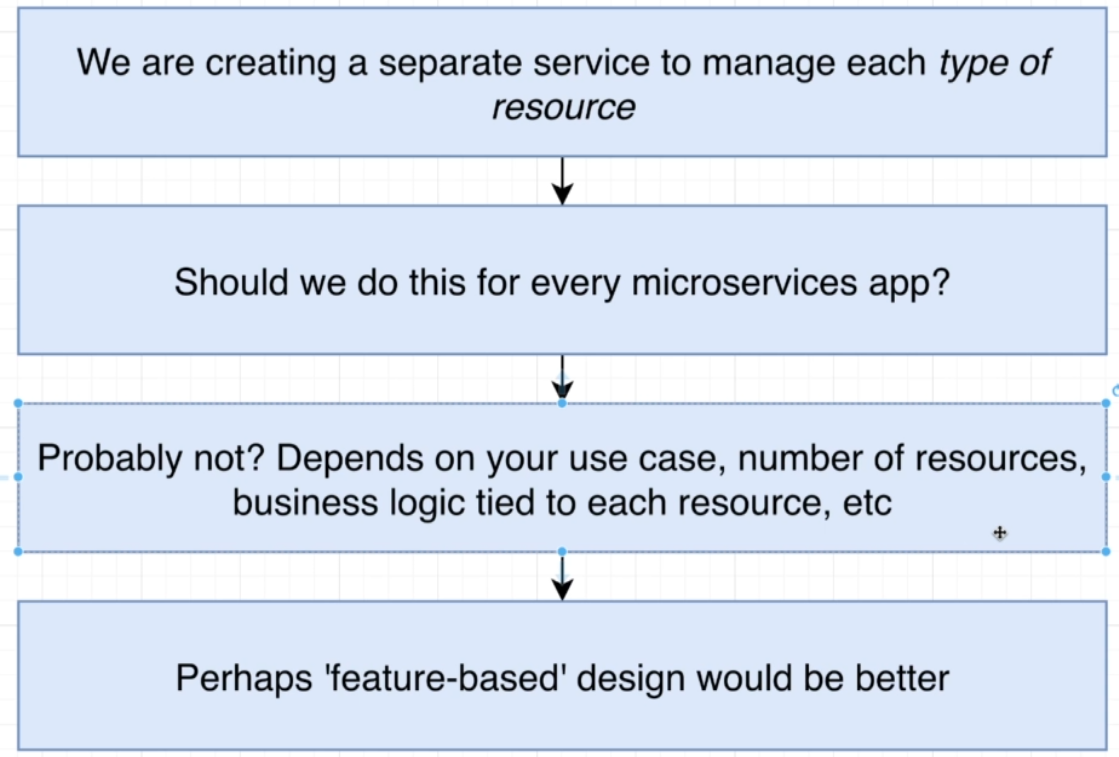 We are creating a separate service to manage each type of
resource
Should we do this for every microservices app?
Probably not? Depends on your use case, number of resources,
business logic tied to each resource, etc
Perhaps 'feature-based' design would be better